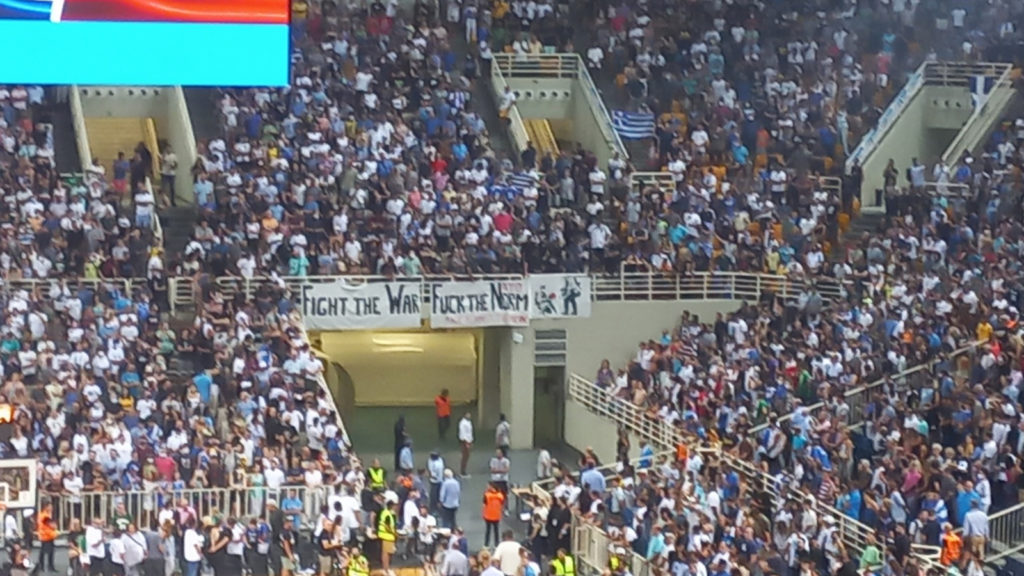 FIGHT THE WAR
FUCK THE NORM